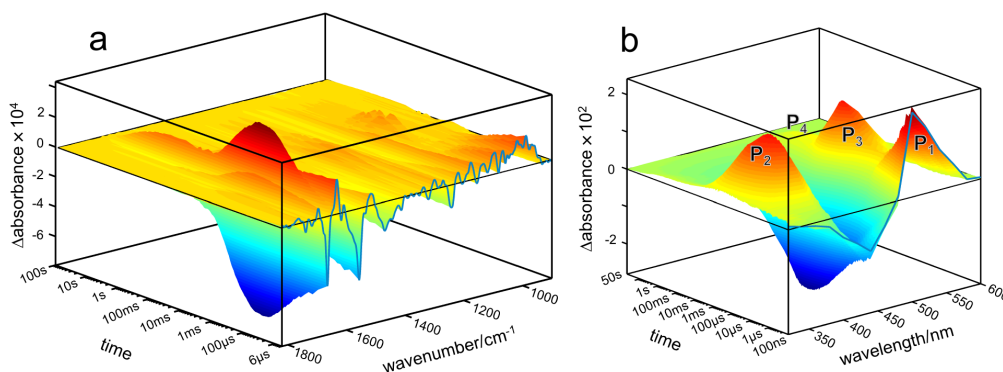 a
Δabsorbance × 10⁴
2
0
-2
-4
-6
100s
10s
1s
100ms
10ms
1ms
100µs
6µs
time
1800
1600
1400
1200
1000
wavenumber/cm⁻¹
b
Δabsorbance × 10²
2
0
-2
P₁
P₂
P₃
P₄
50s
1s
100ms
10ms
1ms
100µs
10µs
1µs
100ns
time
350
400
450
500
550
600
wavelength/nm